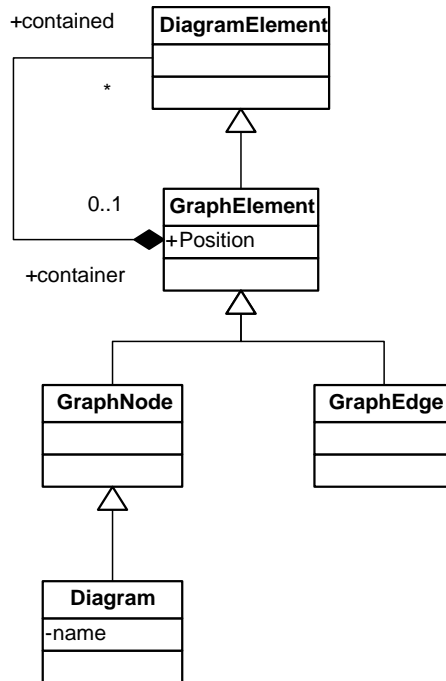 +contained
DiagramElement
*
0..1
GraphElement
+Position
+container
GraphNode
GraphEdge
Diagram
-name